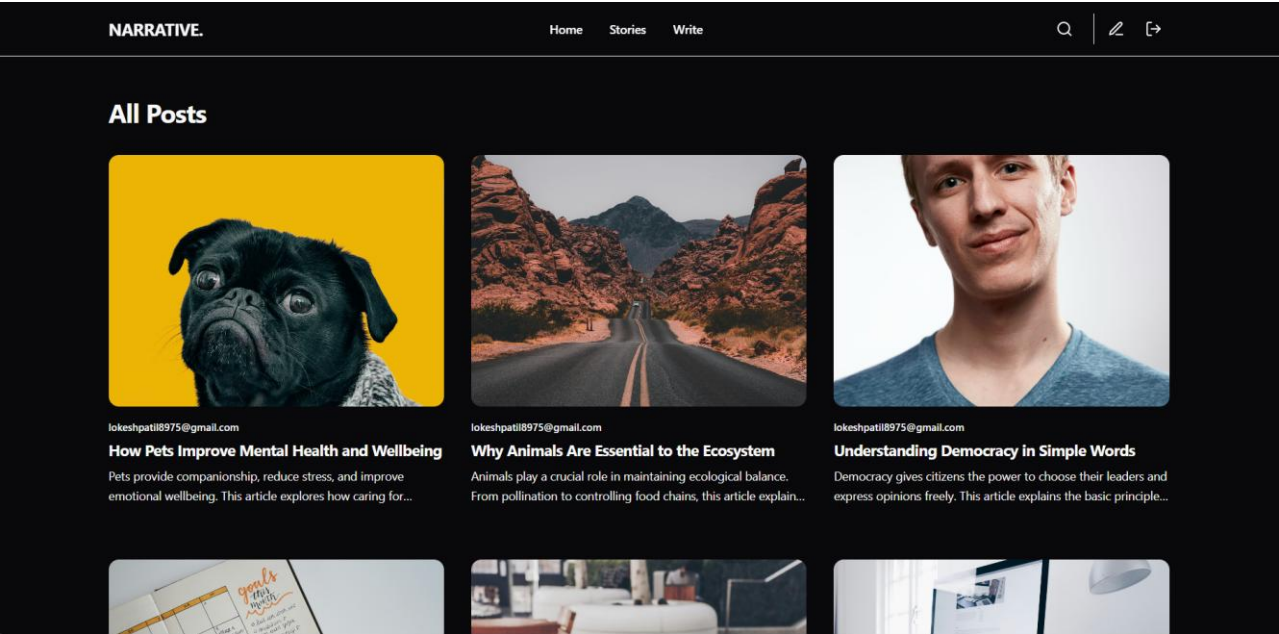 NARRATIVE.
Home Stories Write
All Posts
lokeshpatil8975@gmail.com
How Pets Improve Mental Health and Wellbeing
Pets provide companionship, reduce stress, and improve
emotional wellbeing. This article explores how caring for...
lokeshpatil8975@gmail.com
Why Animals Are Essential to the Ecosystem
Animals play a crucial role in maintaining ecological balance.
From pollination to controlling food chains, this article explain...
lokeshpatil8975@gmail.com
Understanding Democracy in Simple Words
Democracy gives citizens the power to choose their leaders and
express opinions freely. This article explains the basic principle...
goals
this
month